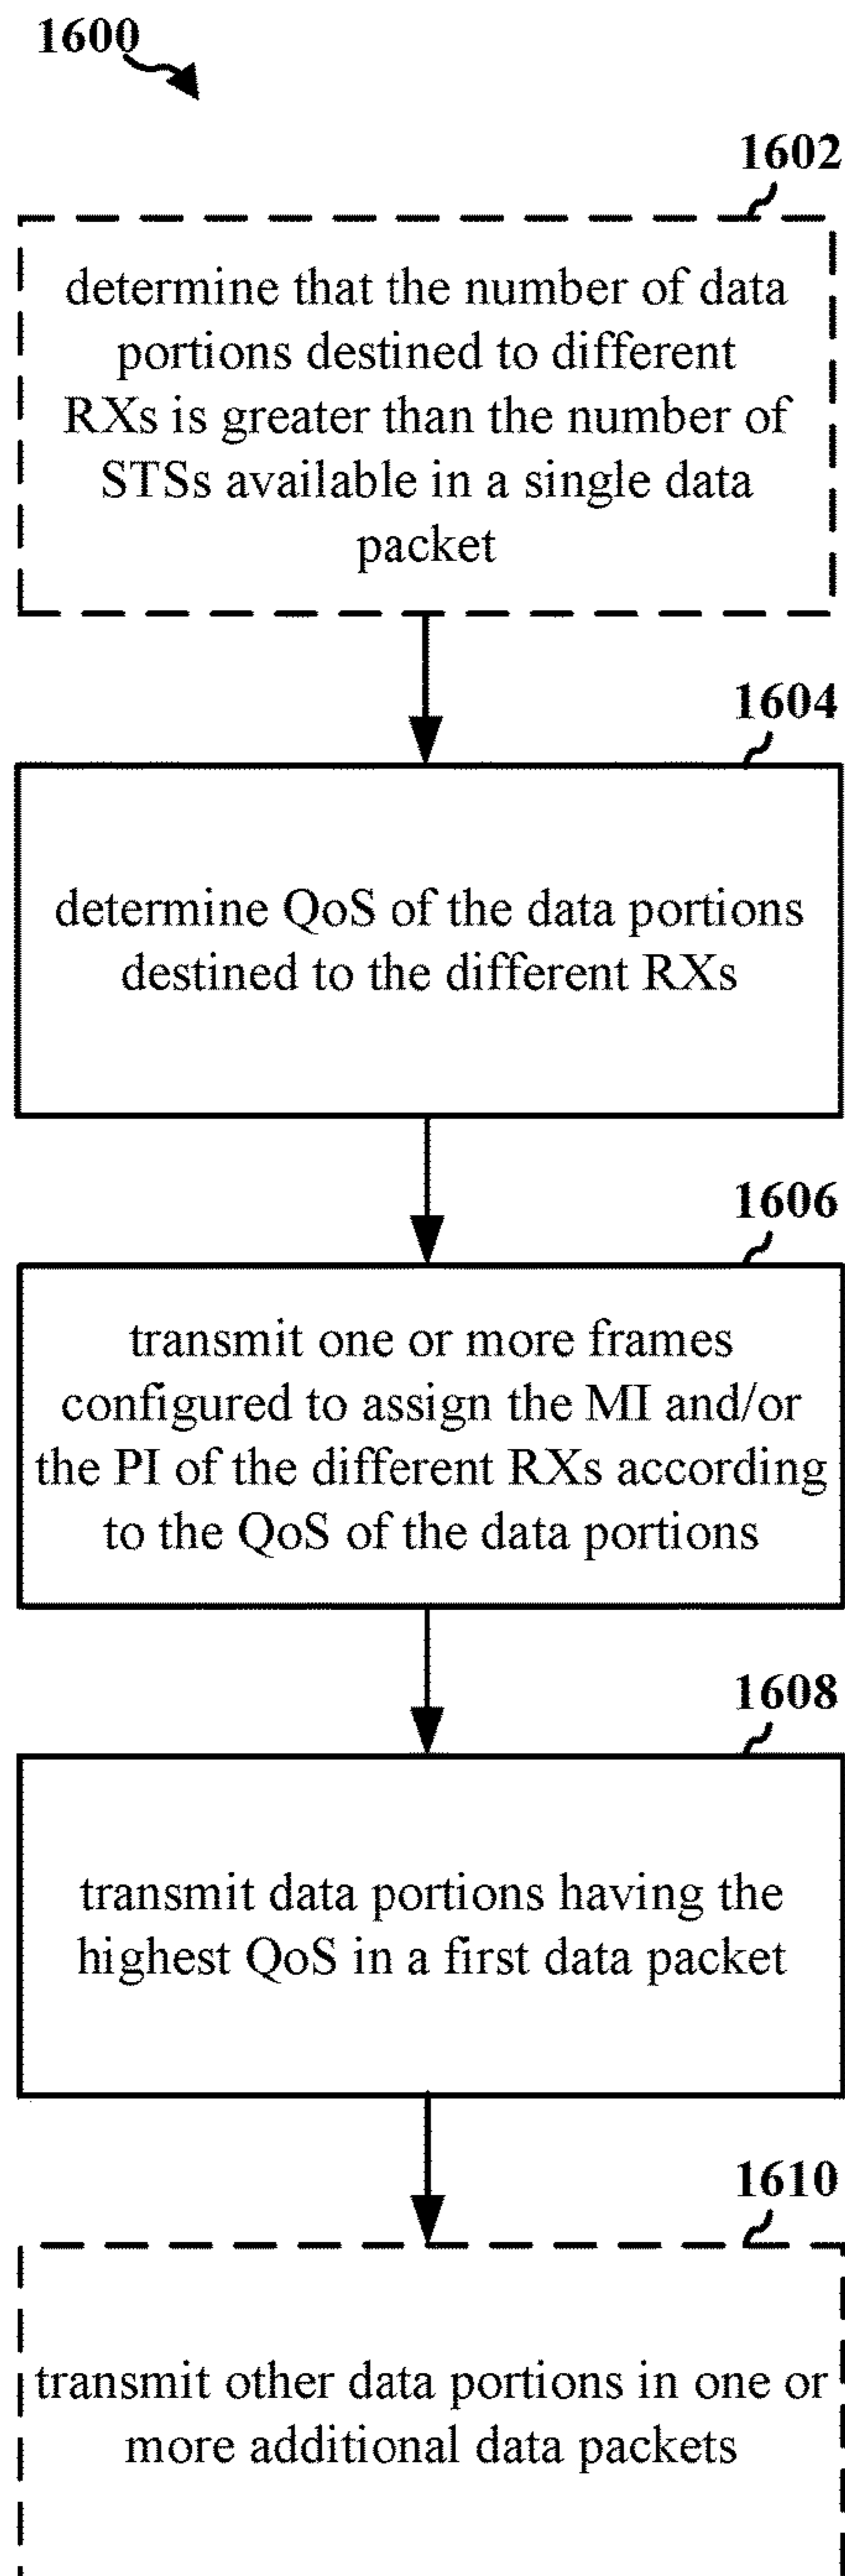 1600
1602
determine that the number of data
portions destined to different
RXs is greater than the number of
STSs available in a single data
packet
1604
determine QoS of the data portions
destined to the different RXs
1606
transmit one or more frames
configured to assign the MI and/or
the PI of the different RXs according
to the QoS of the data portions
1608
transmit data portions having the
highest QoS in a first data packet
1610
transmit other data portions in one or
more additional data packets